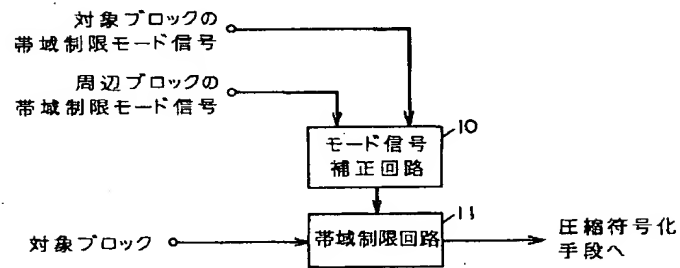 対象ブロックの
帯域制限モード信号
周辺ブロックの
帯域制限モード信号
モード信号
補正回路
10
対象ブロック
帯域制限回路
11
圧縮符号化
手段へ